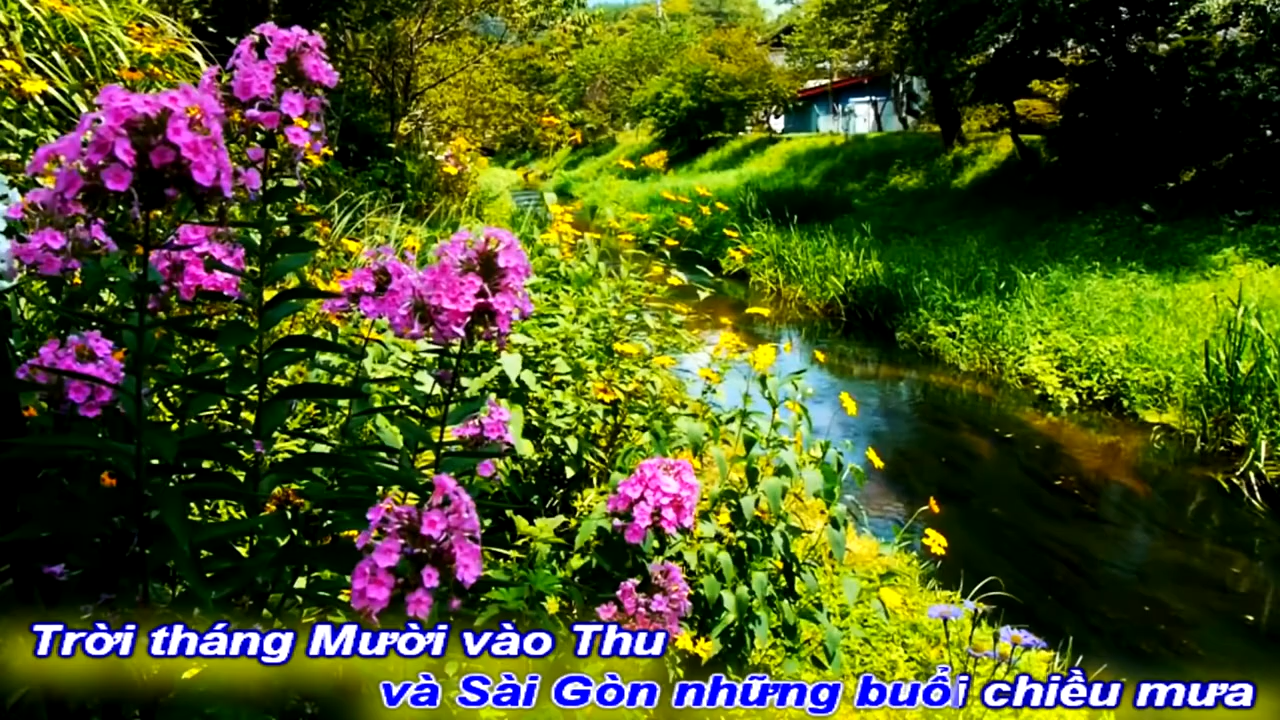 Trời tháng Mười vào Thu
và Sài Gòn những buổi chiều mưa